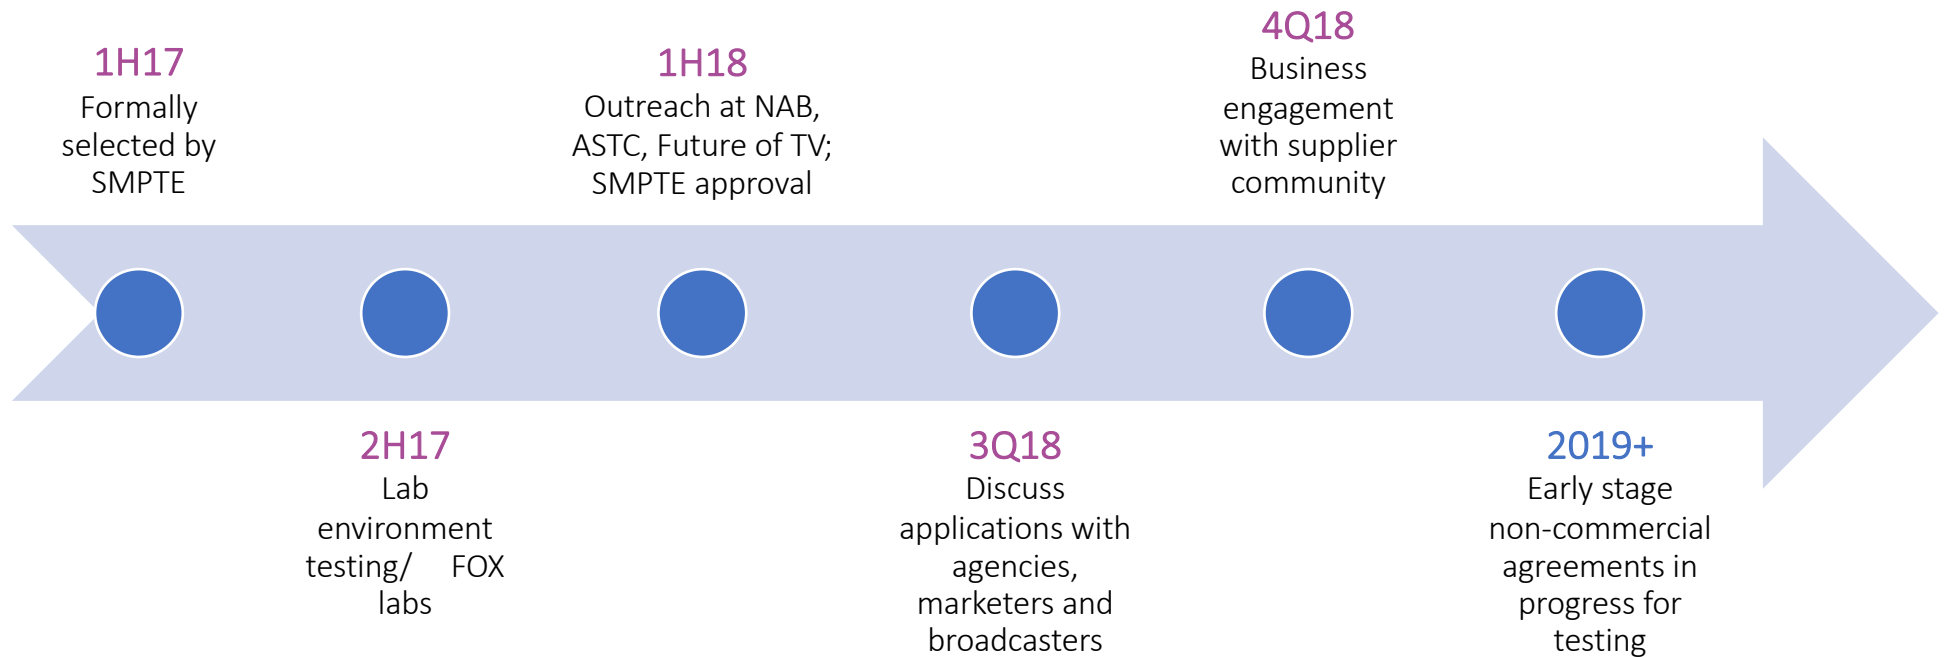 1H17
Formally
selected by
SMPTE
2H17
Lab
environment
testing/ FOX
labs
1H18
Outreach at NAB,
ASTC, Future of TV;
SMPTE approval
3Q18
Discuss
applications with
agencies,
marketers and
broadcasters
4Q18
Business
engagement
with supplier
community
2019+
Early stage
non-commercial
agreements in
progress for
testing